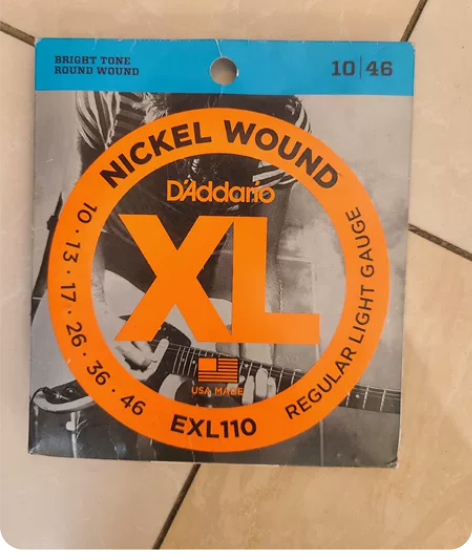 BRIGHT TONE
ROUND WOUND
10|46
NICKEL WOUND
D'Addario
XL
10 · 13 · 17 · 26 · 36 · 46
REGULAR LIGHT GAUGE
USA MADE
EXL110